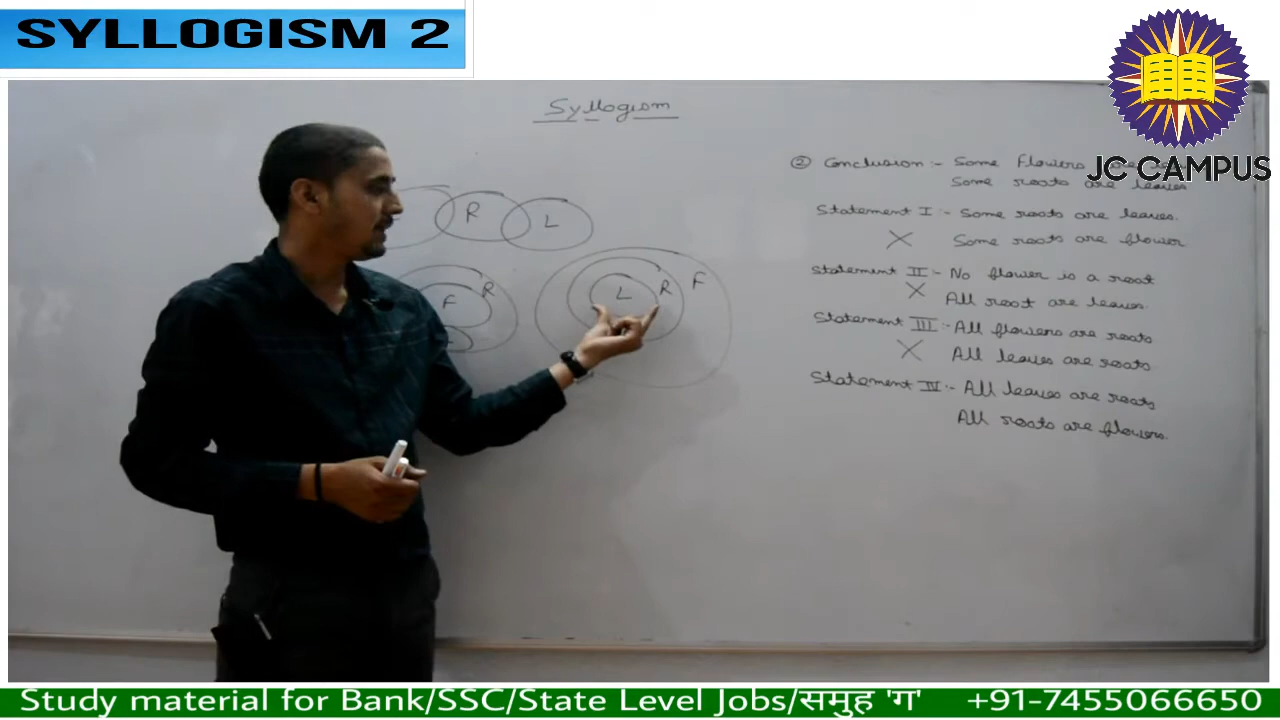 SYLLOGISM 2
JC CAMPUS
Syllogism
② Conclusion :- Some Flowers
Some roots are leaves
Statement I :- Some roots are leaves.
X Some roots are flower.
Statement II :- No flower is a root
X All root are leaves.
Statement III :- All flowers are roots
X All leaves are roots
Statement IV :- All leaves are roots
All roots are flowers.
R L
F R
L R F
Study material for Bank/SSC/State Level Jobs/समुह 'ग' +91-7455066650